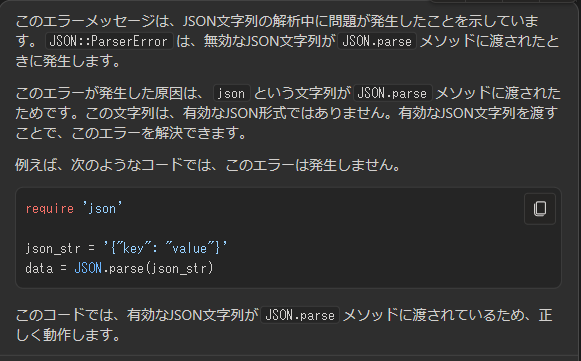 このエラーメッセージは、JSON文字列の解析中に問題が発生したことを示していま
す。 JSON::ParserError は、無効なJSON文字列が JSON.parse メソッドに渡されたと
きに発生します。
このエラーが発生した原因は、 json という文字列が JSON.parse メソッドに渡された
ためです。この文字列は、有効なJSON形式ではありません。有効なJSON文字列を渡す
ことで、このエラーを解決できます。
例えば、次のようなコードでは、このエラーは発生しません。
require 'json'
json_str = '{"key": "value"}'
data = JSON.parse(json_str)
このコードでは、有効なJSON文字列が JSON.parse メソッドに渡されているため、正
しく動作します。